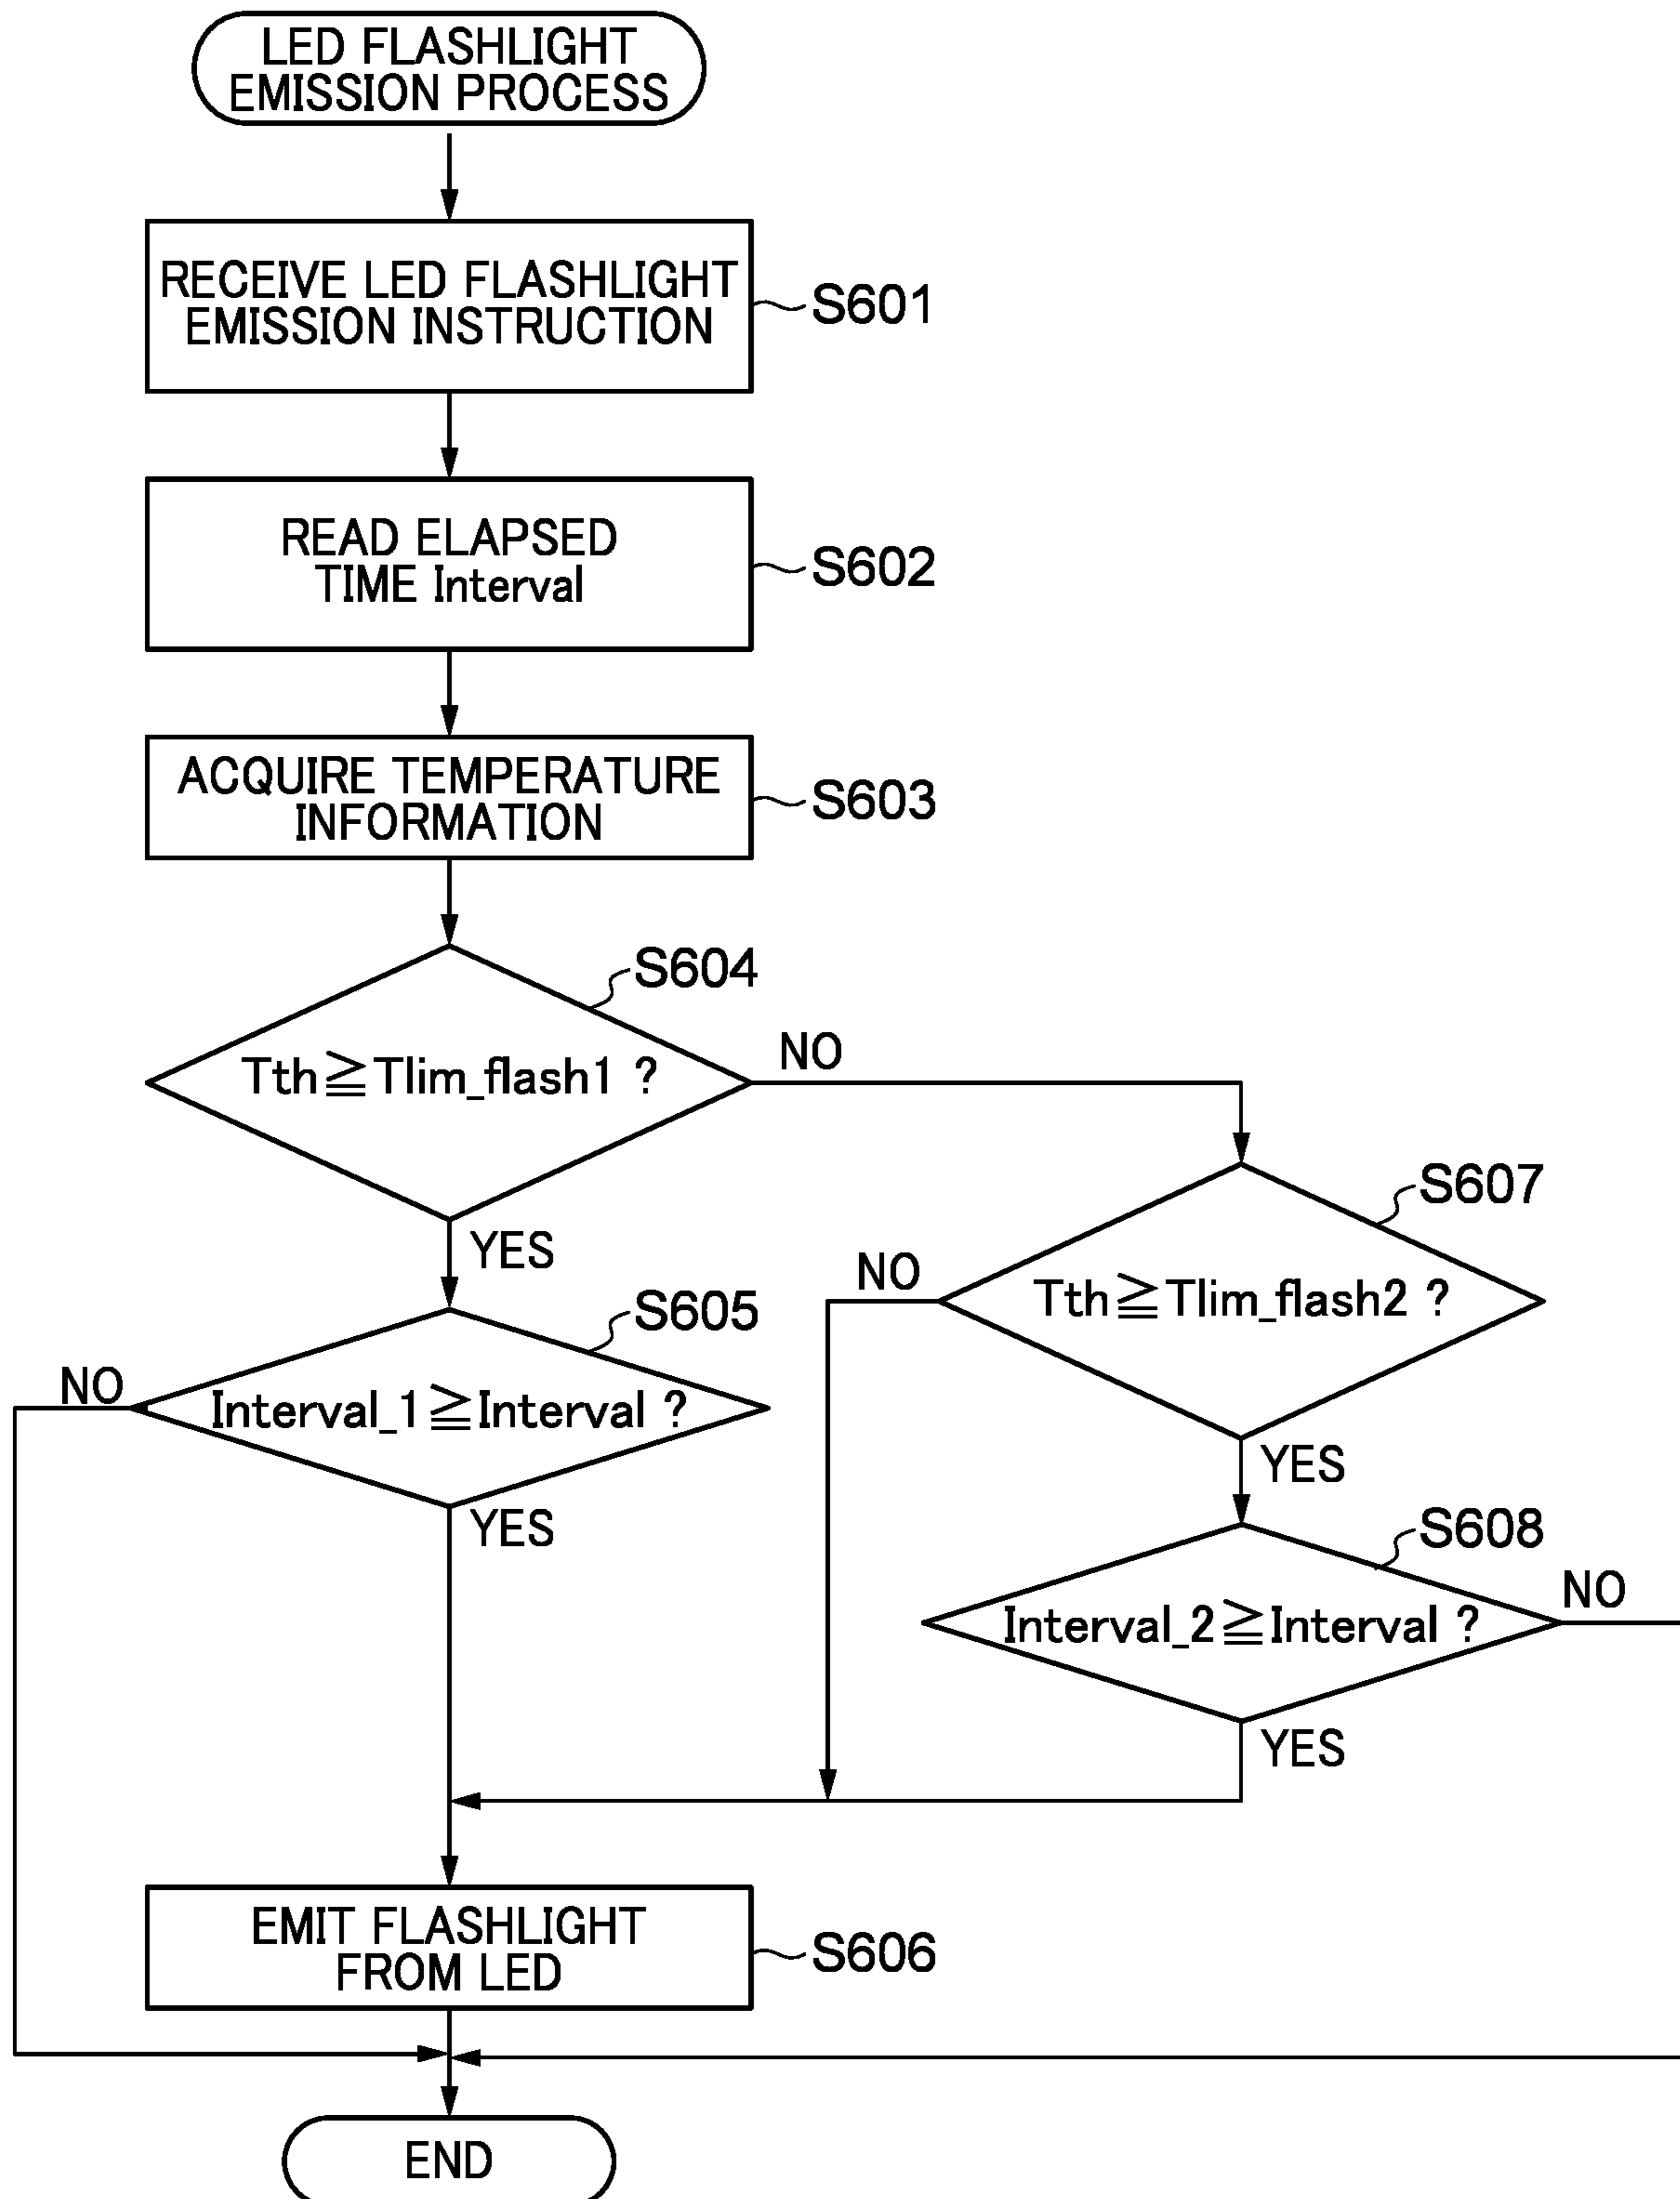 LED FLASHLIGHT
EMISSION PROCESS
RECEIVE LED FLASHLIGHT
EMISSION INSTRUCTION
S601
READ ELAPSED
TIME Interval
S602
ACQUIRE TEMPERATURE
INFORMATION
S603
S604
Tth≧Tlim_flash1 ?
NO
YES
S605
Interval_1≧Interval ?
NO
YES
S607
Tth≧Tlim_flash2 ?
NO
YES
S608
Interval_2≧Interval ?
NO
YES
EMIT FLASHLIGHT
FROM LED
S606
END